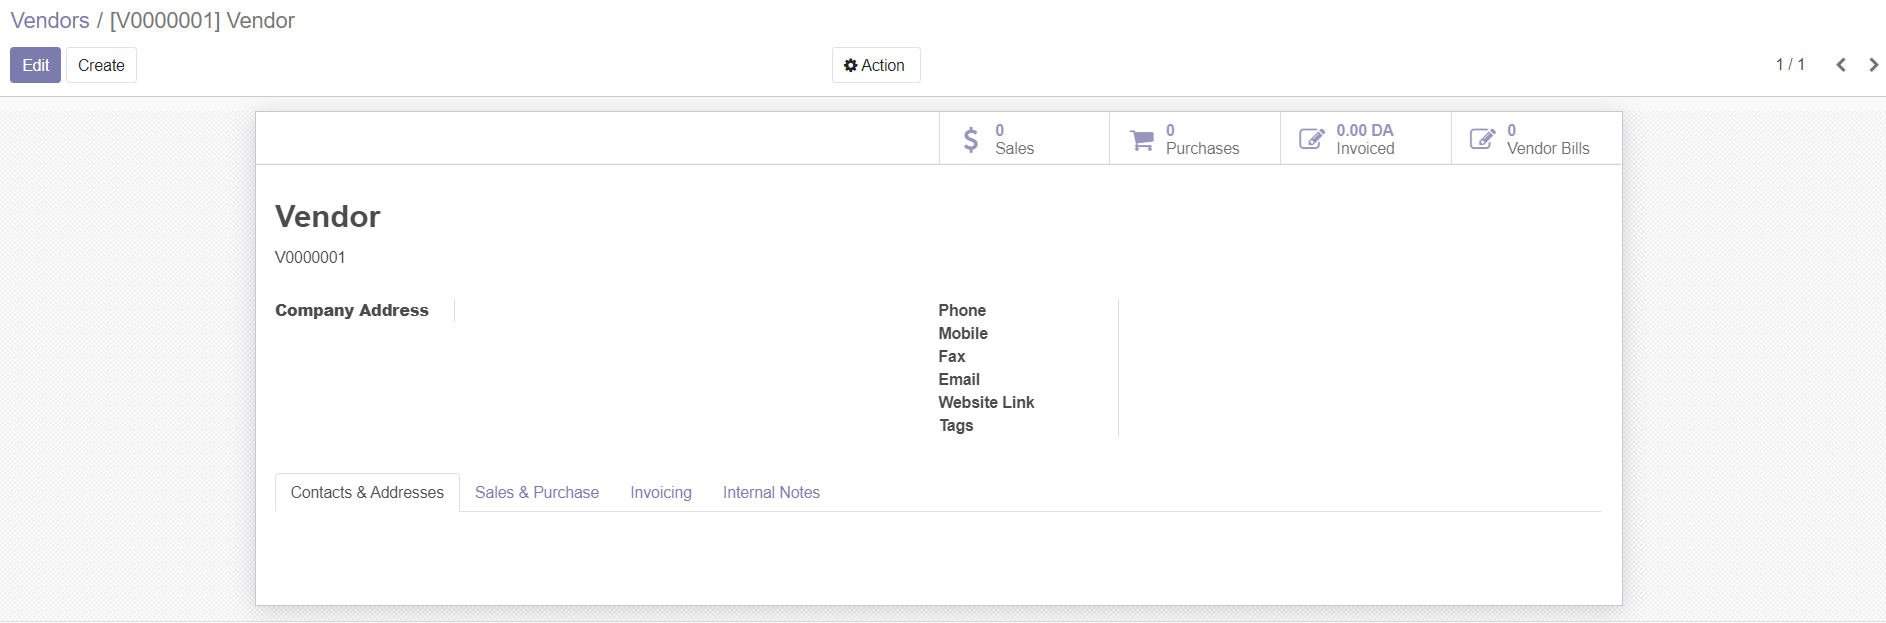 Vendors / [V0000001] Vendor
Edit Create Action 1 / 1
0 Sales
0 Purchases
0.00 DA Invoiced
0 Vendor Bills
Vendor
V0000001
Company Address
Phone
Mobile
Fax
Email
Website Link
Tags
Contacts & Addresses Sales & Purchase Invoicing Internal Notes